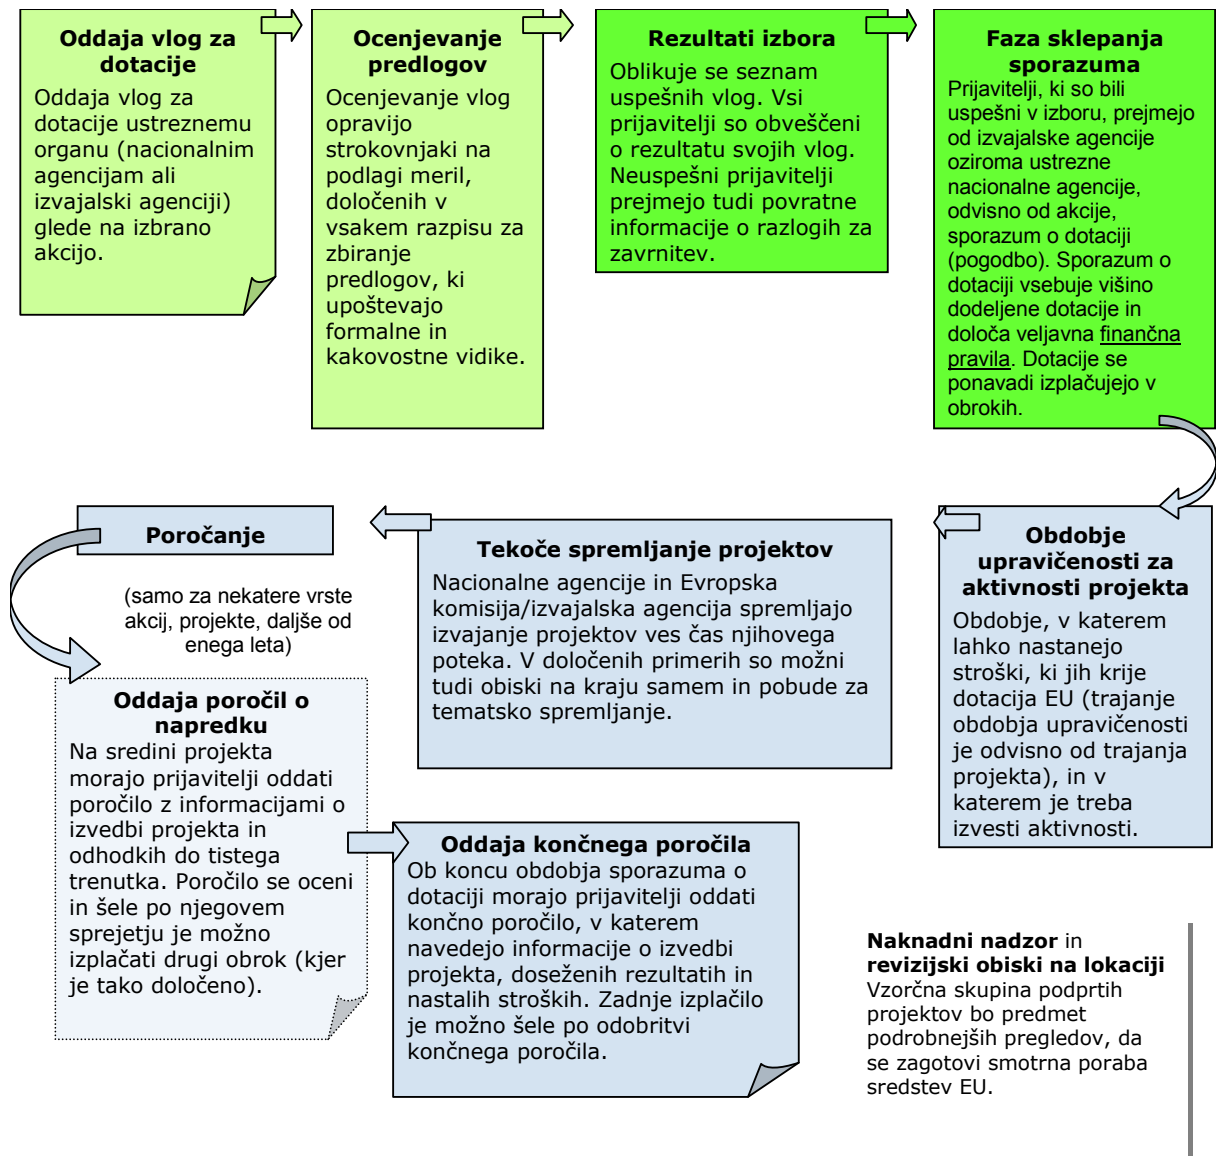 Oddaja vlog za
dotacije
Oddaja vlog za
dotacije ustreznemu
organu (nacionalnim
agencijam ali
izvajalski agenciji)
glede na izbrano
akcijo.
Ocenjevanje
predlogov
Ocenjevanje vlog
opravijo
strokovnjaki na
podlagi meril,
določenih v
vsakem razpisu za
zbiranje
predlogov, ki
upoštevajo
formalne in
kakovostne vidike.
Rezultati izbora
Oblikuje se seznam
uspešnih vlog. Vsi
prijavitelji so obveščeni
o rezultatu svojih vlog.
Neuspešni prijavitelji
prejmejo tudi povratne
informacije o razlogih za
zavrnitev.
Faza sklepanja
sporazuma
Prijavitelji, ki so bili
uspešni v izboru, prejmejo
od izvajalske agencije
oziroma ustrezne
nacionalne agencije,
odvisno od akcije,
sporazum o dotaciji
(pogodbo). Sporazum o
dotaciji vsebuje višino
dodeljene dotacije in
določa veljavna finančna
pravila. Dotacije se
ponavadi izplačujejo v
obrokih.
Obdobje
upravičenosti za
aktivnosti projekta
Obdobje, v katerem
lahko nastanejo
stroški, ki jih krije
dotacija EU (trajanje
obdobja upravičenosti
je odvisno od trajanja
projekta), in v
katerem je treba
izvesti aktivnosti.
Tekoče spremljanje projektov
Nacionalne agencije in Evropska
komisija/izvajalska agencija spremljajo
izvajanje projektov ves čas njihovega
poteka. V določenih primerih so možni
tudi obiski na kraju samem in pobude za
tematsko spremljanje.
Poročanje
(samo za nekatere vrste
akcij, projekte, daljše od
enega leta)
Oddaja poročil o
napredku
Na sredini projekta
morajo prijavitelji oddati
poročilo z informacijami o
izvedbi projekta in
odhodkih do tistega
trenutka. Poročilo se oceni
in šele po njegovem
sprejetju je možno
izplačati drugi obrok (kjer
je tako določeno).
Oddaja končnega poročila
Ob koncu obdobja sporazuma o
dotaciji morajo prijavitelji oddati
končno poročilo, v katerem
navedejo informacije o izvedbi
projekta, doseženih rezultatih in
nastalih stroških. Zadnje izplačilo
je možno šele po odobritvi
končnega poročila.
Naknadni nadzor in
revizijski obiski na lokaciji
Vzorčna skupina podprtih
projektov bo predmet
podrobnejših pregledov, da
se zagotovi smotrna poraba
sredstev EU.